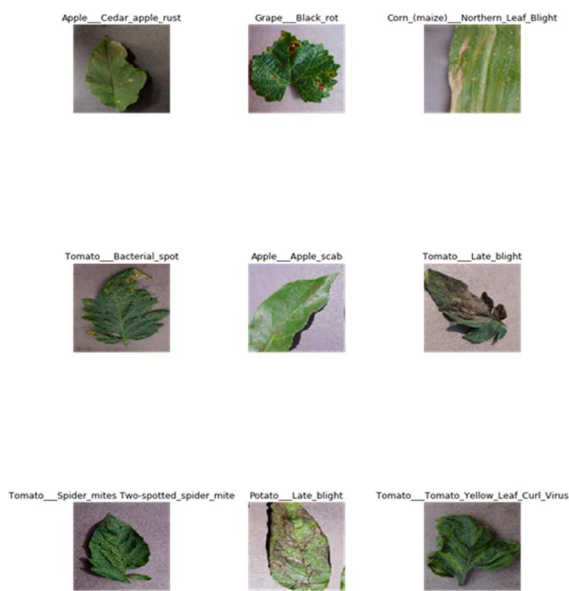 Apple___Cedar_apple_rust
Grape___Black_rot
Corn_(maize)___Northern_Leaf_Blight
Tomato___Bacterial_spot
Apple___Apple_scab
Tomato___Late_blight
Tomato___Spider_mites Two-spotted_spider_mite
Potato___Late_blight
Tomato___Tomato_Yellow_Leaf_Curl_Virus